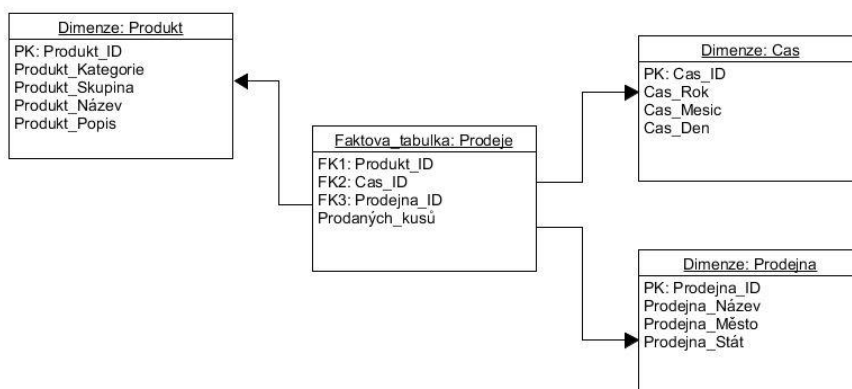 Dimenze: Produkt
PK: Produkt_ID
Produkt_Kategorie
Produkt_Skupina
Produkt_Název
Produkt_Popis
Faktova_tabulka: Prodeje
FK1: Produkt_ID
FK2: Cas_ID
FK3: Prodejna_ID
Prodaných_kusů
Dimenze: Cas
PK: Cas_ID
Cas_Rok
Cas_Mesic
Cas_Den
Dimenze: Prodejna
PK: Prodejna_ID
Prodejna_Název
Prodejna_Město
Prodejna_Stát